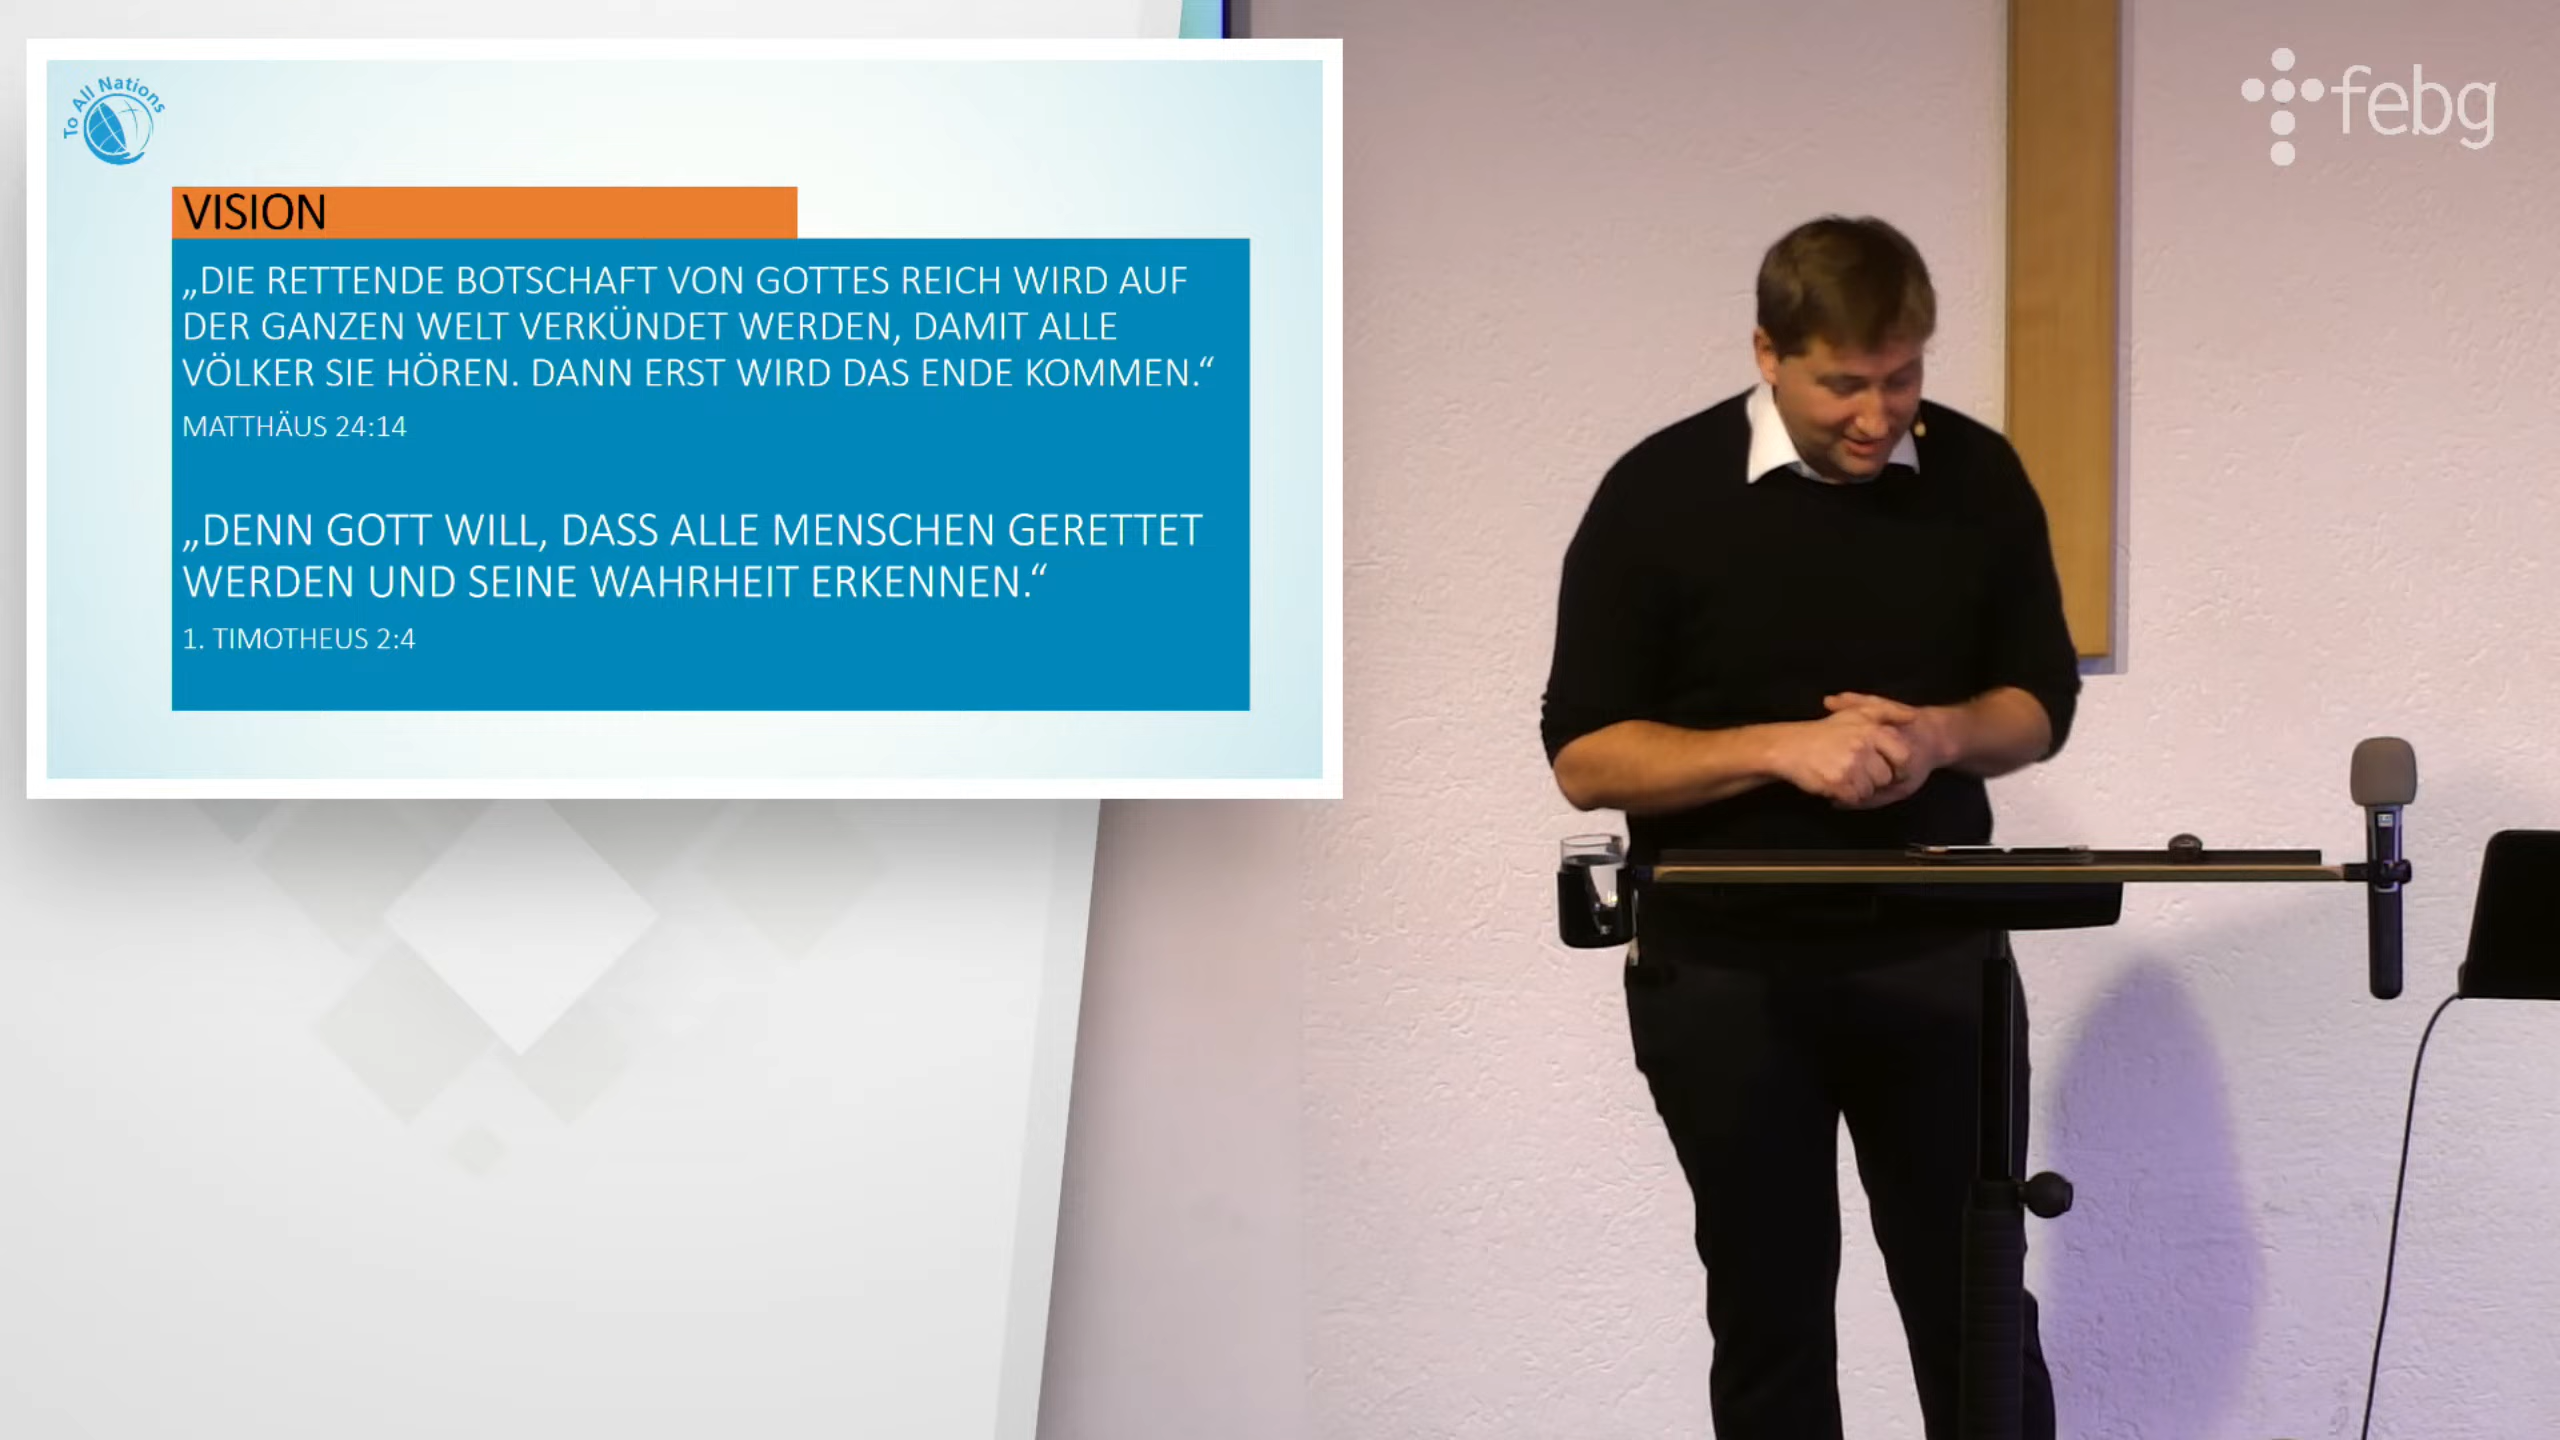 To All Nations
febg
VISION
„DIE RETTENDE BOTSCHAFT VON GOTTES REICH WIRD AUF
DER GANZEN WELT VERKÜNDET WERDEN, DAMIT ALLE
VÖLKER SIE HÖREN. DANN ERST WIRD DAS ENDE KOMMEN.“
MATTHÄUS 24:14
„DENN GOTT WILL, DASS ALLE MENSCHEN GERETTET
WERDEN UND SEINE WAHRHEIT ERKENNEN.“
1. TIMOTHEUS 2:4